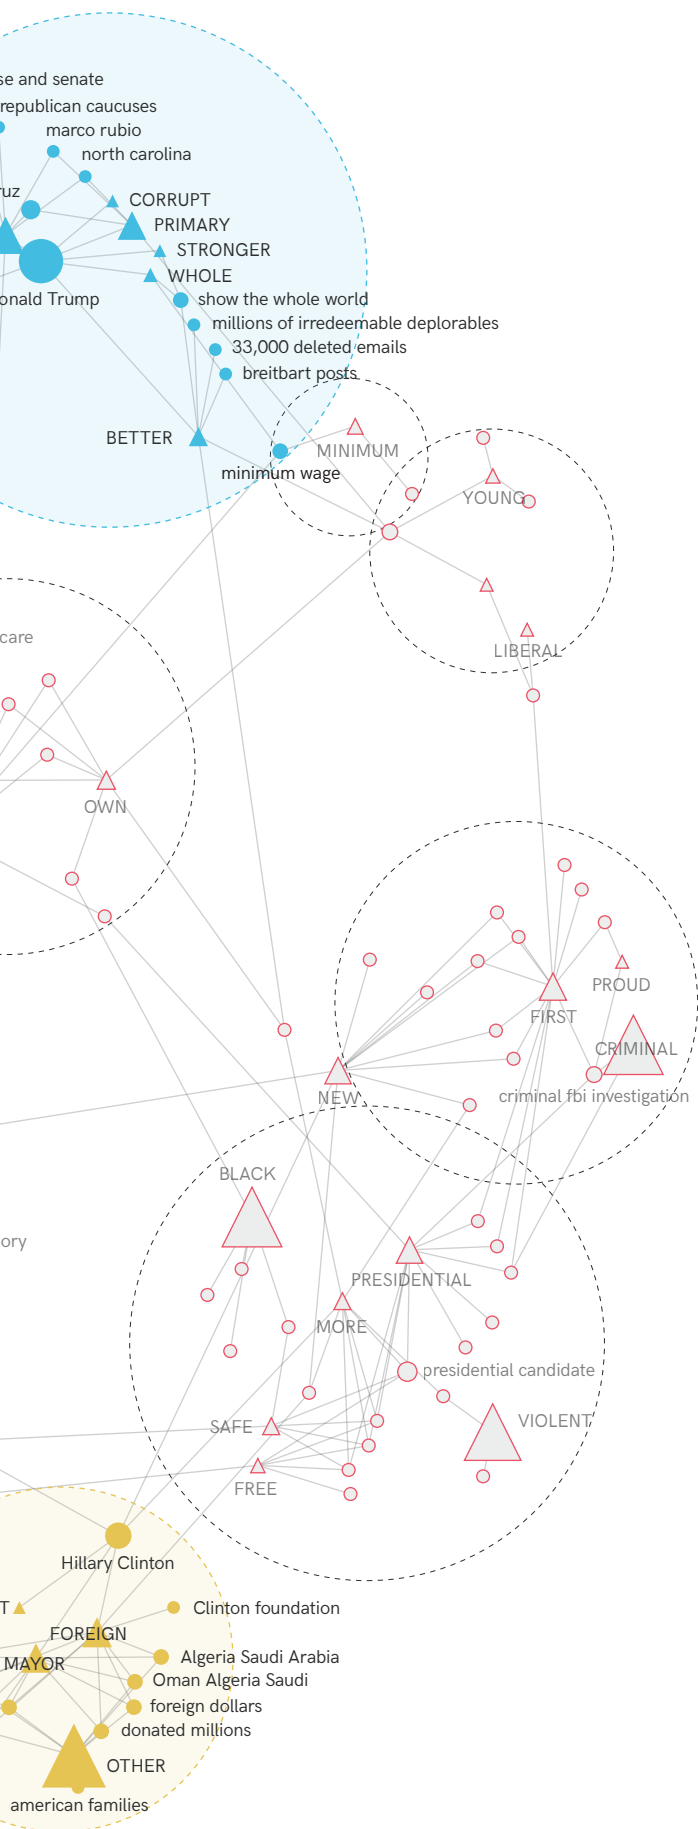 se and senate
republican caucuses
marco rubio
north carolina
ruz
CORRUPT
PRIMARY
STRONGER
WHOLE
onald Trump
show the whole world
millions of irredeemable deplorables
33,000 deleted emails
breitbart posts
BETTER
MINIMUM
minimum wage
YOUNG
care
LIBERAL
OWN
PROUD
FIRST
CRIMINAL
criminal fbi investigation
NEW
BLACK
ory
PRESIDENTIAL
MORE
presidential candidate
VIOLENT
SAFE
FREE
Hillary Clinton
T
Clinton foundation
FOREIGN
Algeria Saudi Arabia
MAYOR
Oman Algeria Saudi
foreign dollars
donated millions
OTHER
american families